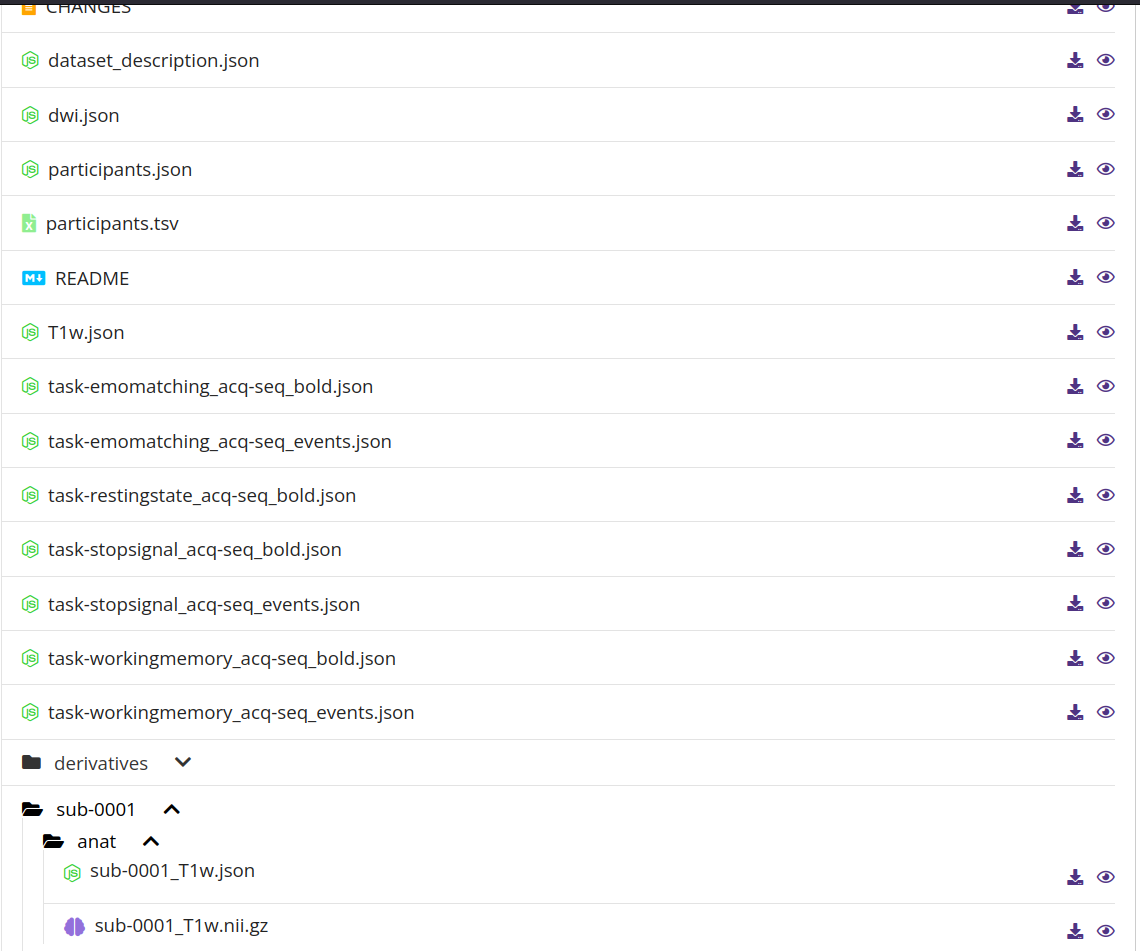 CHANGES
dataset_description.json
dwi.json
participants.json
participants.tsv
README
T1w.json
task-emomatching_acq-seq_bold.json
task-emomatching_acq-seq_events.json
task-restingstate_acq-seq_bold.json
task-stopsignal_acq-seq_bold.json
task-stopsignal_acq-seq_events.json
task-workingmemory_acq-seq_bold.json
task-workingmemory_acq-seq_events.json
derivatives
sub-0001
anat
sub-0001_T1w.json
sub-0001_T1w.nii.gz